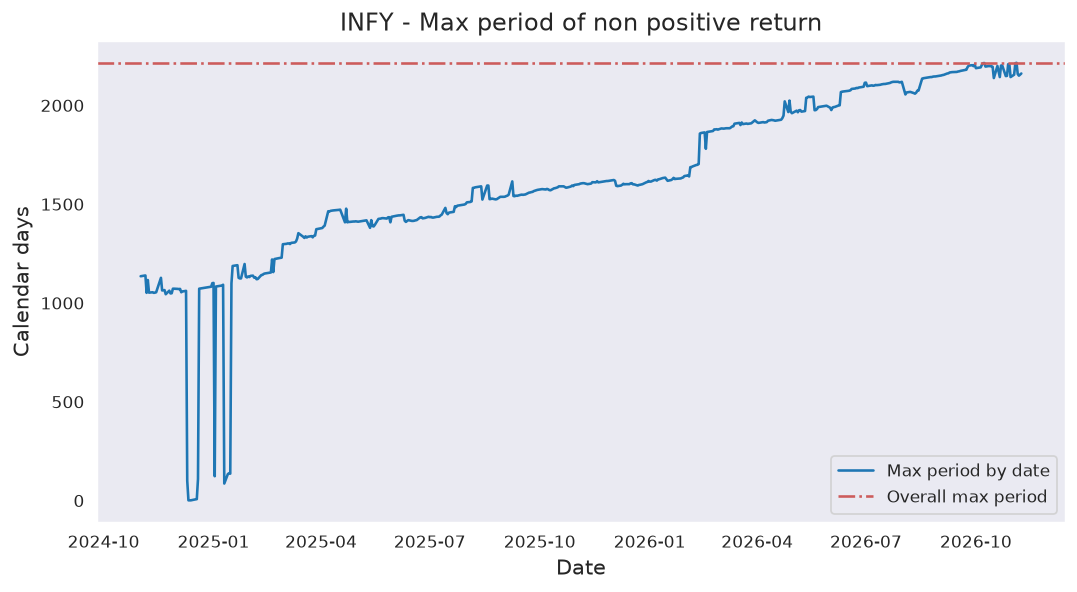 INFY - Max period of non positive return
Calendar days
2000
1500
1000
500
0
Max period by date
Overall max period
2024-10 2025-01 2025-04 2025-07 2025-10 2026-01 2026-04 2026-07 2026-10
Date